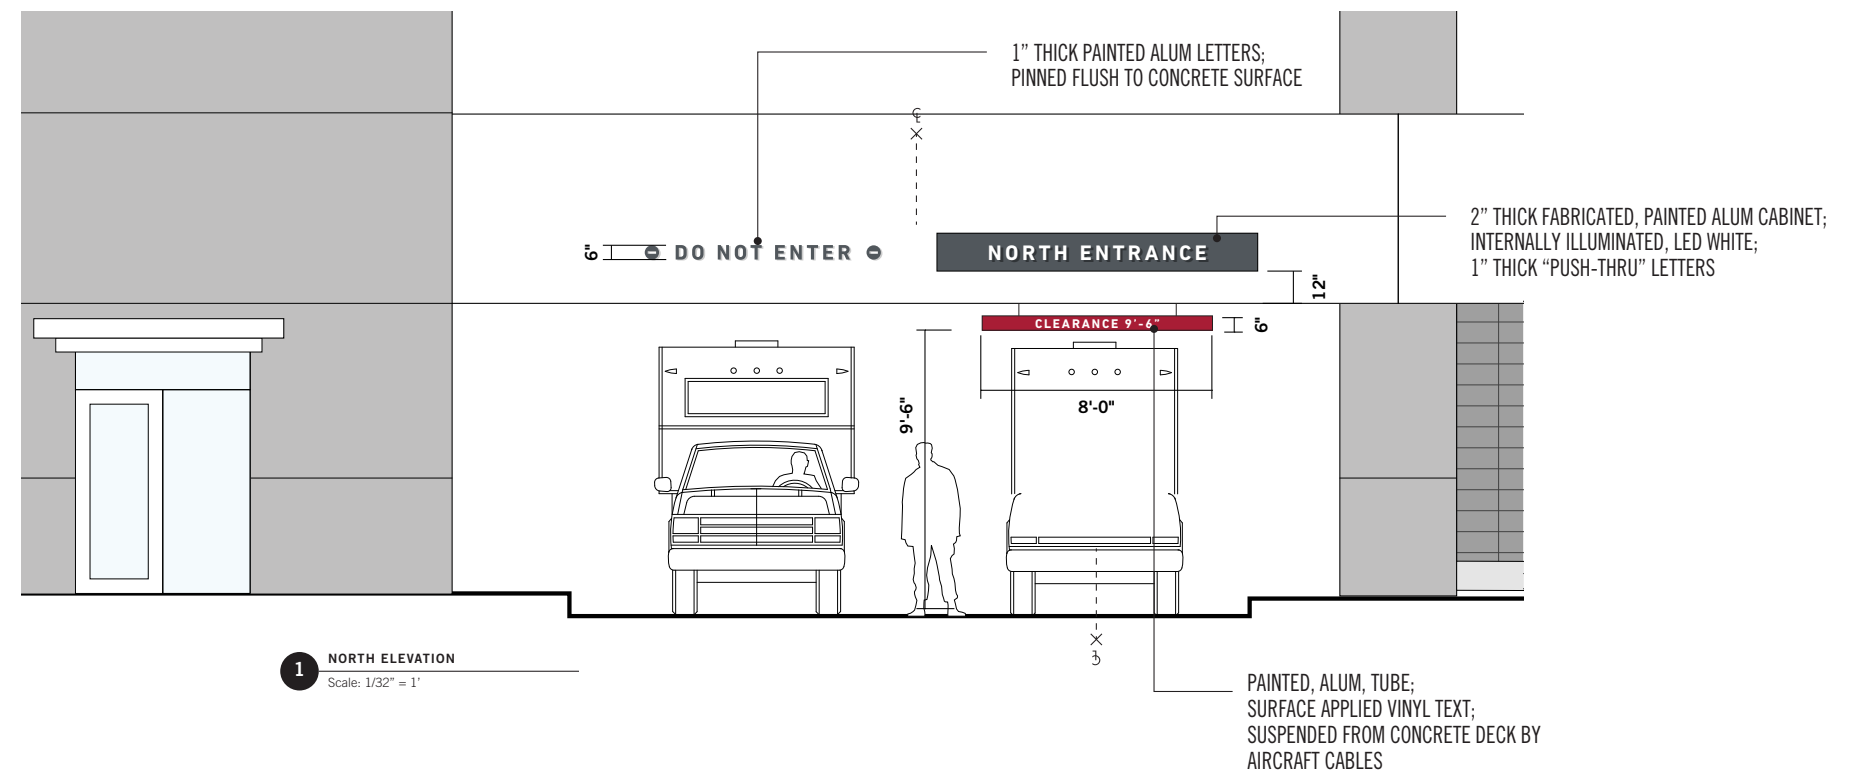 1” THICK PAINTED ALUM LETTERS;
PINNED FLUSH TO CONCRETE SURFACE
℄
2” THICK FABRICATED, PAINTED ALUM CABINET;
INTERNALLY ILLUMINATED, LED WHITE;
1” THICK “PUSH-THRU” LETTERS
6"
DO NOT ENTER
NORTH ENTRANCE
12"
CLEARANCE 9'-6"
6"
9'-6"
8'-0"
℄
1
NORTH ELEVATION
Scale: 1/32” = 1’
PAINTED, ALUM, TUBE;
SURFACE APPLIED VINYL TEXT;
SUSPENDED FROM CONCRETE DECK BY
AIRCRAFT CABLES